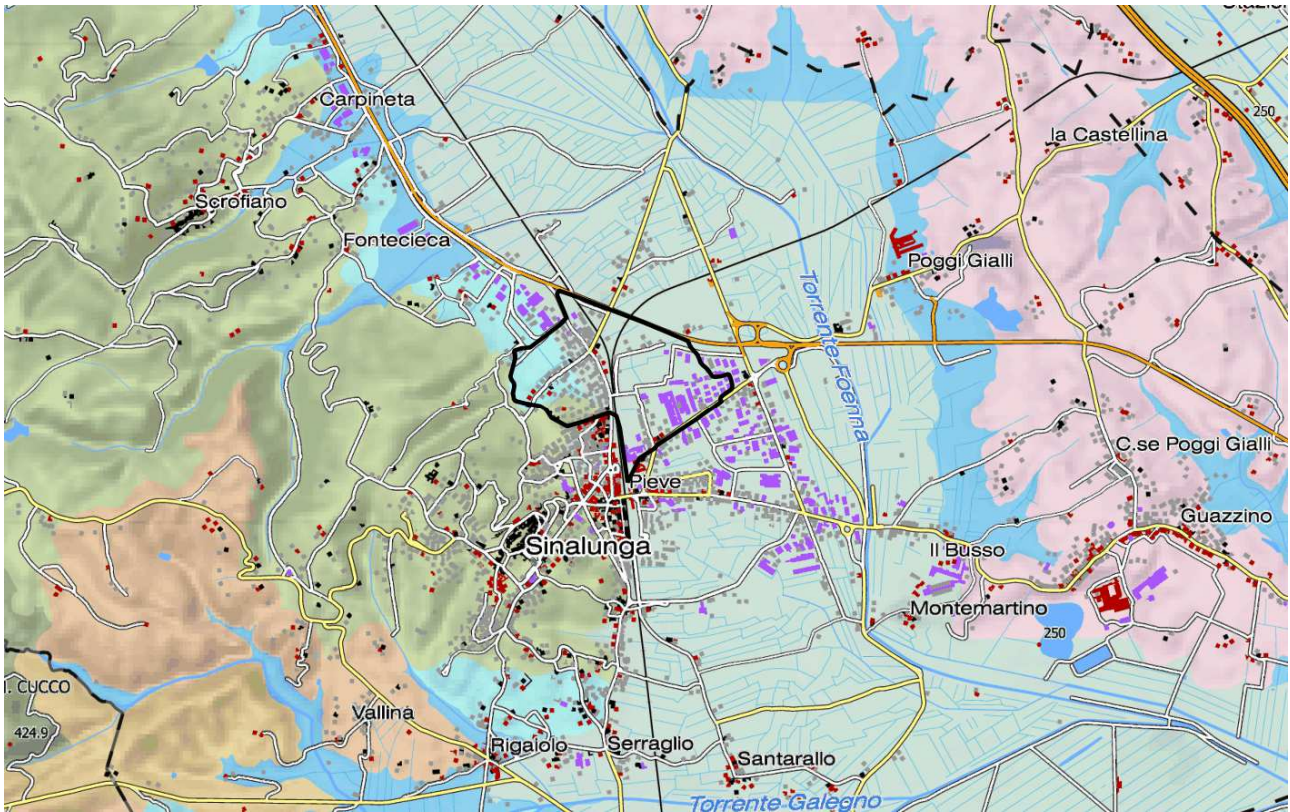 Carpineta
250
la Castellina
Scrofiano
Fontecieca
Poggi Gialli
Torrente Foenna
C.se Poggi Gialli
Pieve
Guazzino
Sinalunga
Il Busso
Montemartino
250
CUCCO
Vallina
424.9
Rigaiolo
Serraglio
Santarallo
Torrente Galegno